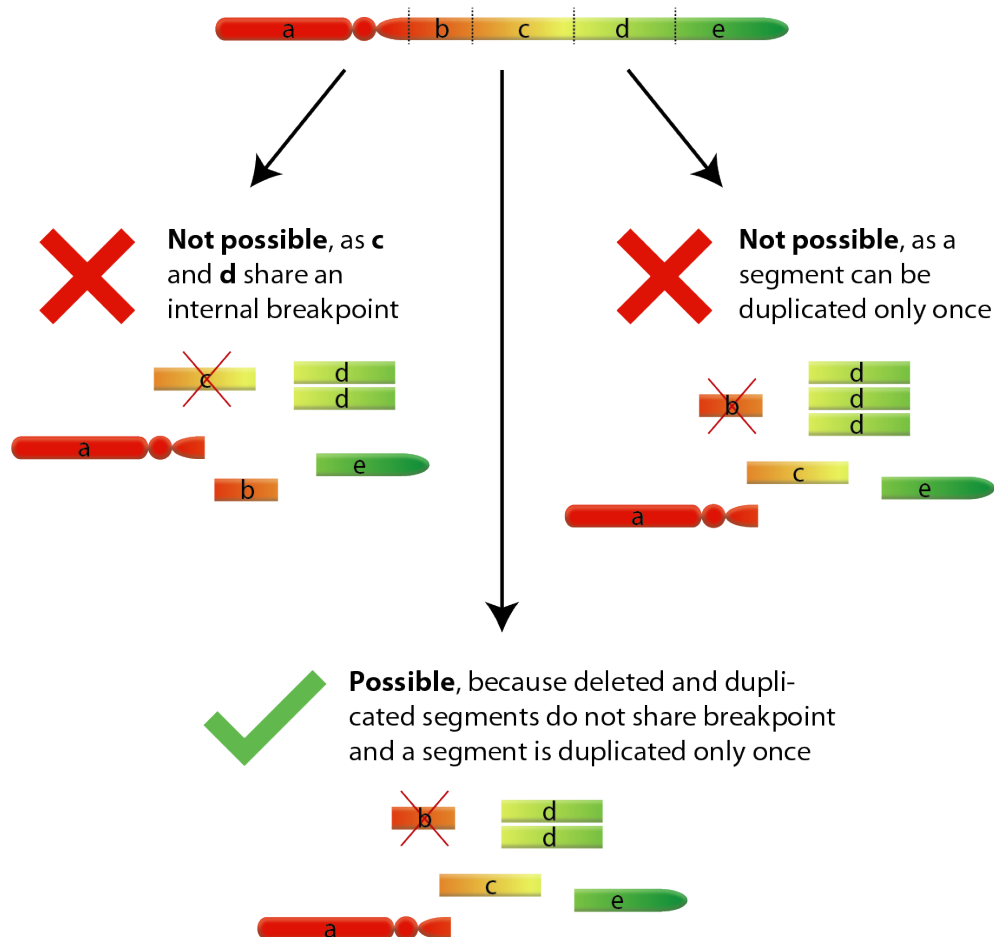 a b c d e
Not possible, as c
and d share an
internal breakpoint
Not possible, as a
segment can be
duplicated only once
c d
d
a
e
b
b d
d
d
c
e
a
Possible, because deleted and dupli-
cated segments do not share breakpoint
and a segment is duplicated only once
b d
d
c
e
a